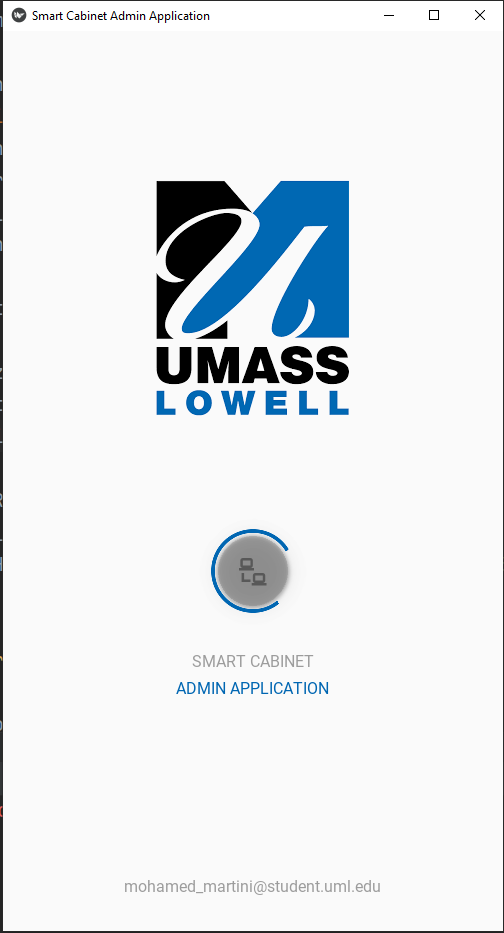 Smart Cabinet Admin Application
UMASS
LOWELL
SMART CABINET
ADMIN APPLICATION
mohamed_martini@student.uml.edu